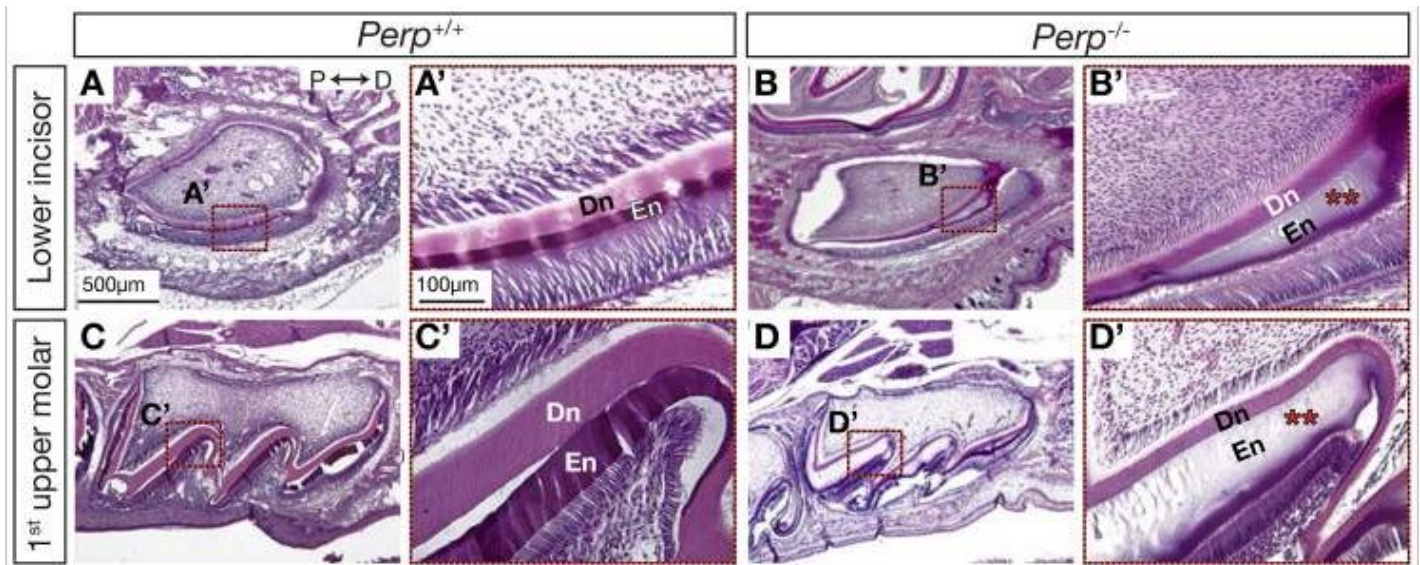 Perp+/+
Perp-/-
Lower incisor
A
P ↔ D
A'
500µm
A'
Dn
En
100µm
B
B'
B'
Dn
**
En
1st upper molar
C
C'
C'
Dn
En
D
D'
D'
Dn
**
En